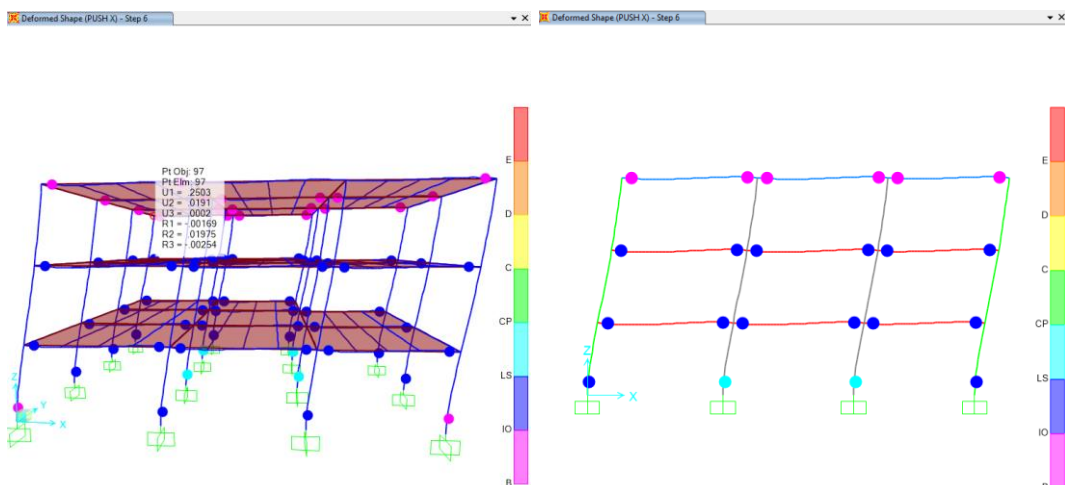 Deformed Shape (PUSH X) - Step 6
Pt Obj: 97
Pt Elm: 97
U1 = .2503
U2 = .0191
U3 = .0002
R1 = -.00169
R2 = .01975
R3 = -.00254
Z
Y
X
E
D
C
CP
LS
IO
B
Deformed Shape (PUSH X) - Step 6
Z
X
E
D
C
CP
LS
IO